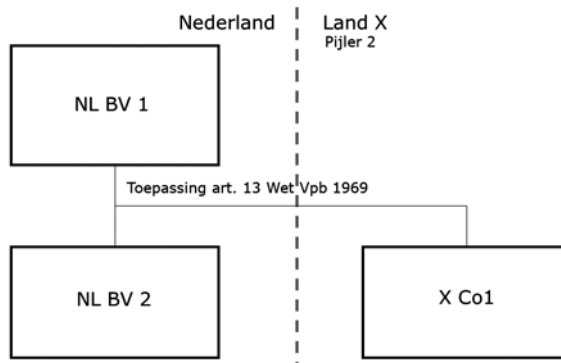 Nederland
Land X
Pijler 2
NL BV 1
Toepassing art. 13 Wet Vpb 1969
NL BV 2
X Co1